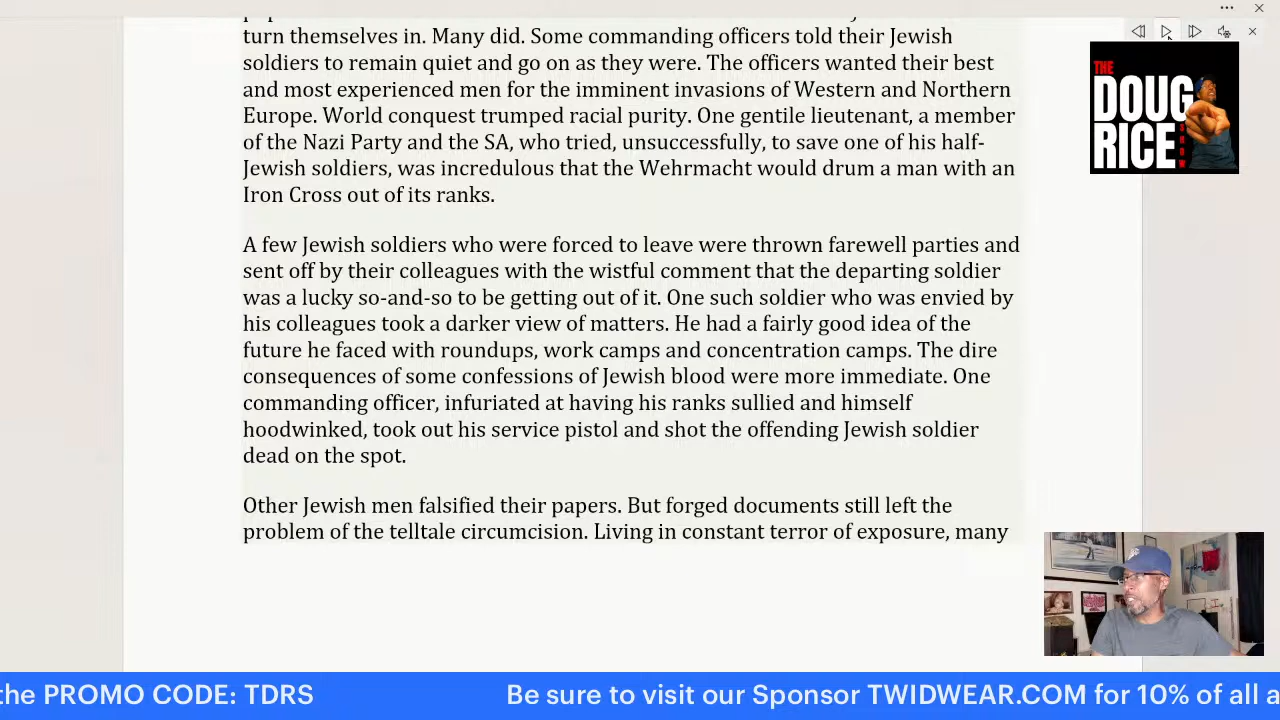 turn themselves in. Many did. Some commanding officers told their Jewish
soldiers to remain quiet and go on as they were. The officers wanted their best
and most experienced men for the imminent invasions of Western and Northern
Europe. World conquest trumped racial purity. One gentile lieutenant, a member
of the Nazi Party and the SA, who tried, unsuccessfully, to save one of his half-
Jewish soldiers, was incredulous that the Wehrmacht would drum a man with an
Iron Cross out of its ranks.
A few Jewish soldiers who were forced to leave were thrown farewell parties and
sent off by their colleagues with the wistful comment that the departing soldier
was a lucky so-and-so to be getting out of it. One such soldier who was envied by
his colleagues took a darker view of matters. He had a fairly good idea of the
future he faced with roundups, work camps and concentration camps. The dire
consequences of some confessions of Jewish blood were more immediate. One
commanding officer, infuriated at having his ranks sullied and himself
hoodwinked, took out his service pistol and shot the offending Jewish soldier
dead on the spot.
Other Jewish men falsified their papers. But forged documents still left the
problem of the telltale circumcision. Living in constant terror of exposure, many
THE
DOUG
RICE
SHOW
the PROMO CODE: TDRS
Be sure to visit our Sponsor TWIDWEAR.COM for 10% of all a